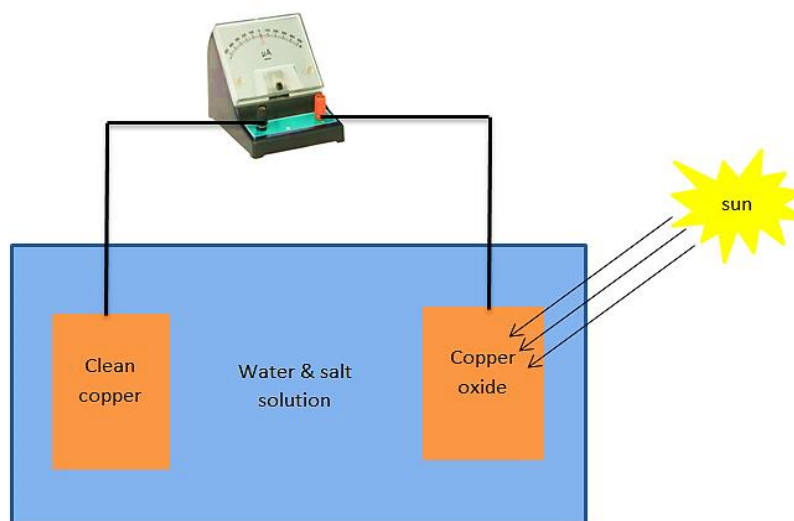 µA
sun
Clean
copper
Water & salt
solution
Copper
oxide